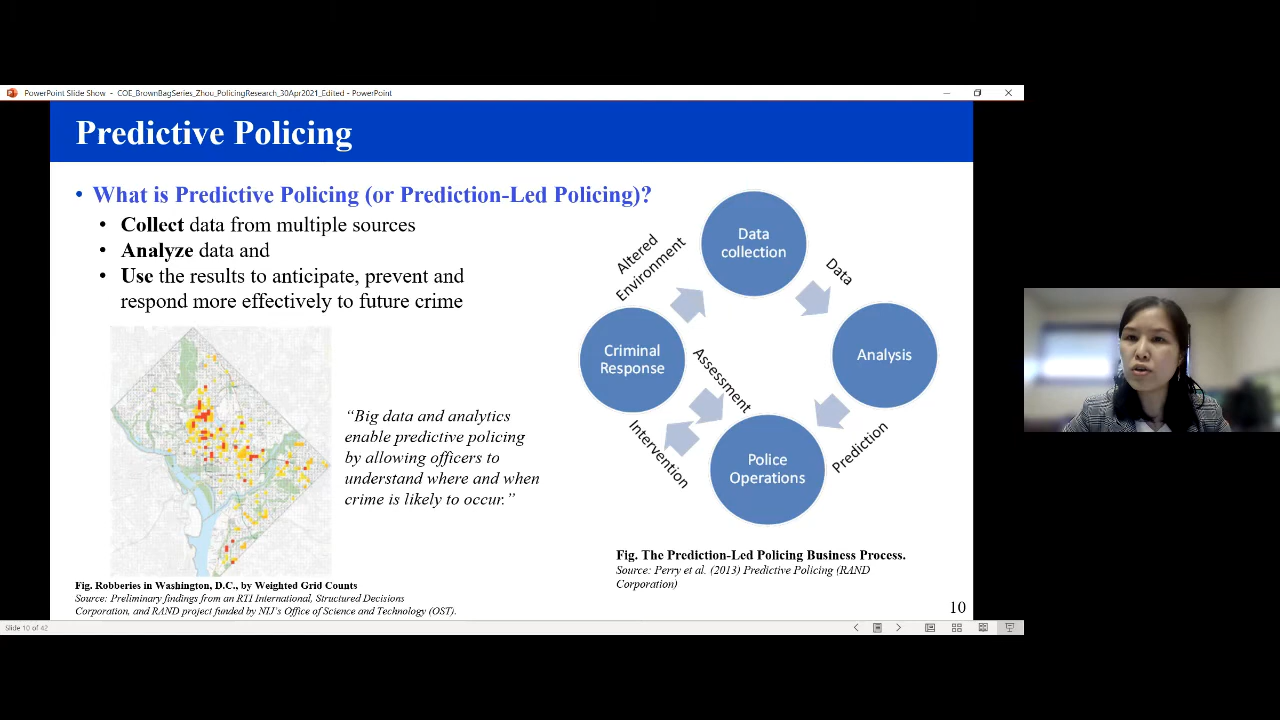 PowerPoint Slide Show - COE_BrownBagSeries_Zhou_PolicingResearch_30Apr2021_Edited - PowerPoint
Predictive Policing
• What is Predictive Policing (or Prediction-Led Policing)?
• Collect data from multiple sources
• Analyze data and
• Use the results to anticipate, prevent and
respond more effectively to future crime
“Big data and analytics
enable predictive policing
by allowing officers to
understand where and when
crime is likely to occur.”
Fig. Robberies in Washington, D.C., by Weighted Grid Counts
Source: Preliminary findings from an RTI International, Structured Decisions
Corporation, and RAND project funded by NIJ's Office of Science and Technology (OST).
Data
collection
Data
Analysis
Prediction
Police
Operations
Intervention
Assessment
Criminal
Response
Altered
Environment
Fig. The Prediction-Led Policing Business Process.
Source: Perry et al. (2013) Predictive Policing (RAND
Corporation)
10
Slide 10 of 42